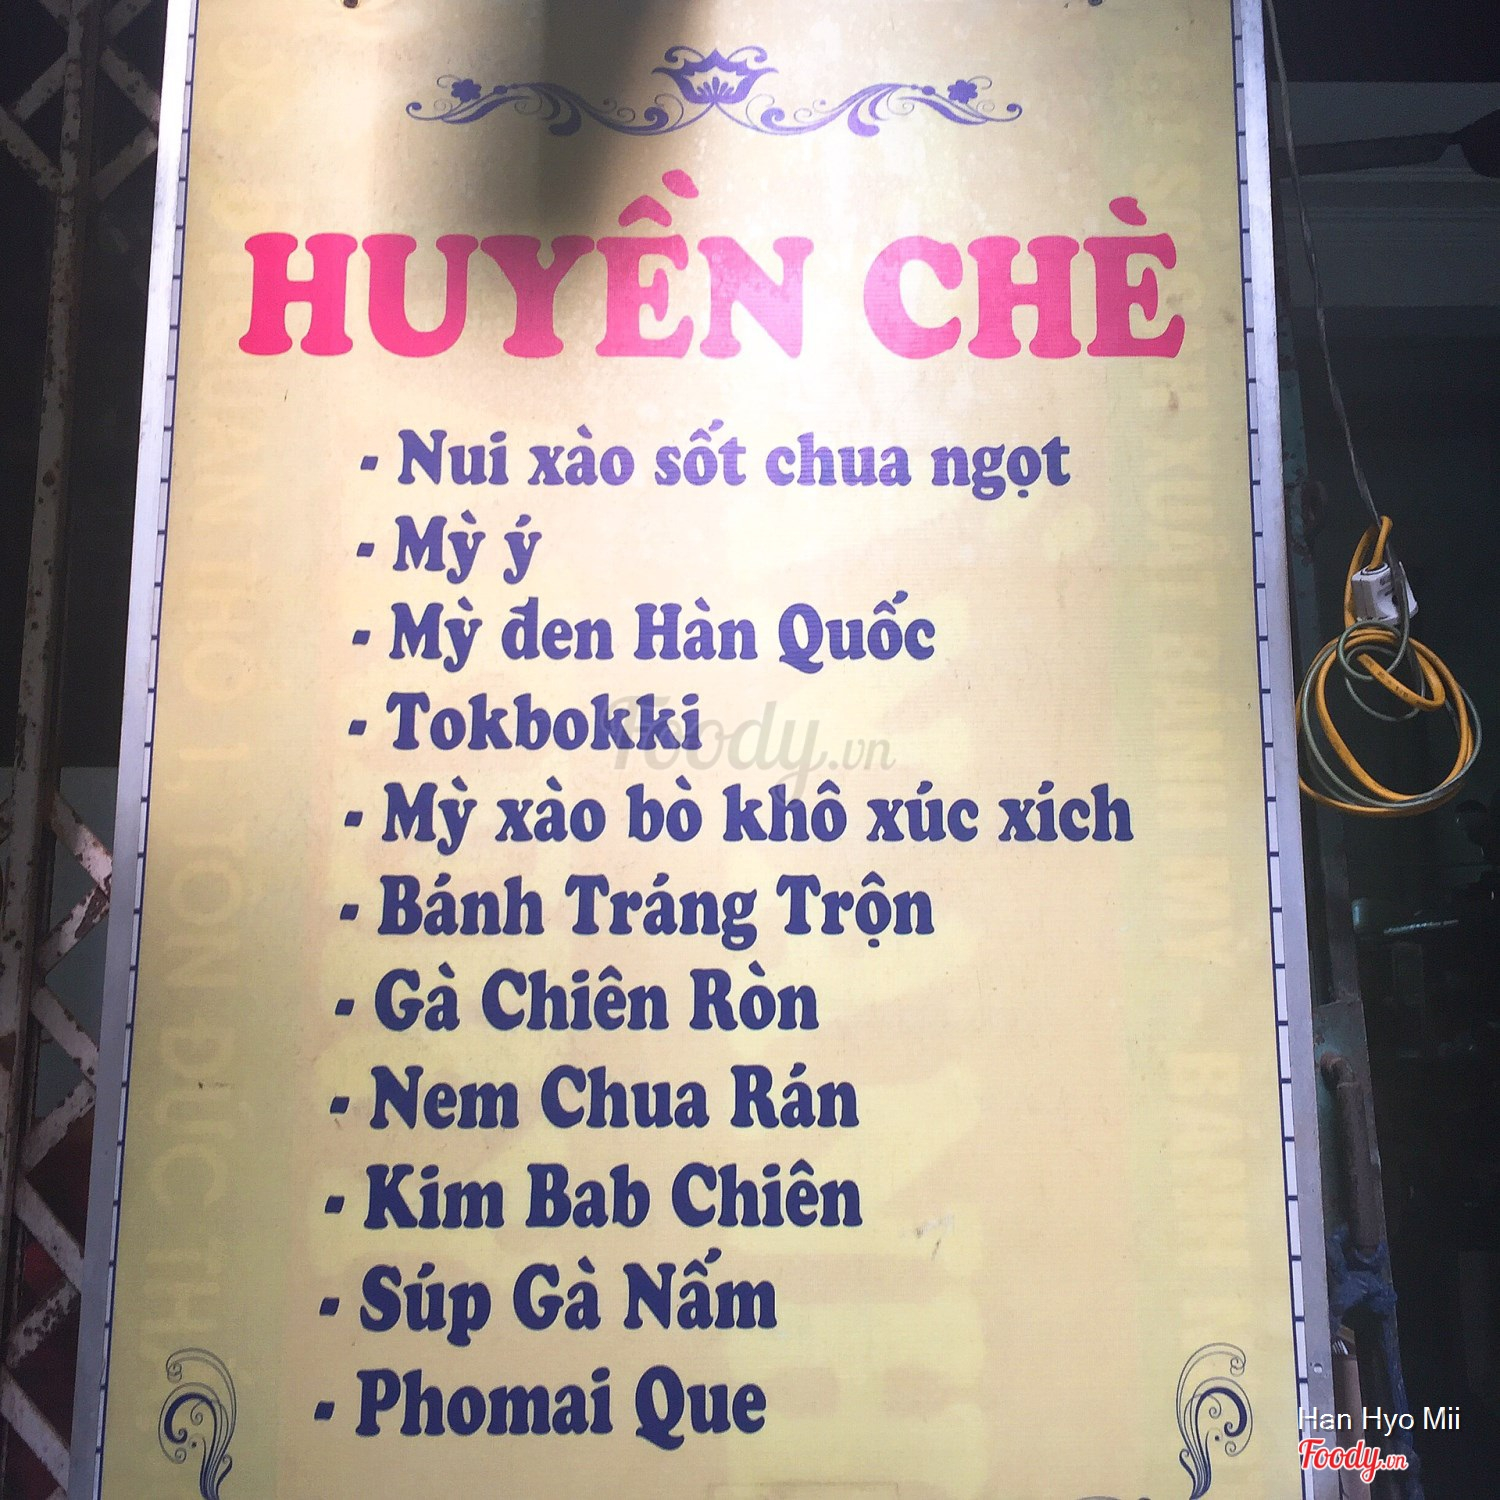 HUYỀN CHÈ
- Nui xào sốt chua ngọt
- Mỳ ý
- Mỳ đen Hàn Quốc
- Tokbokki
- Mỳ xào bò khô xúc xích
- Bánh Tráng Trộn
- Gà Chiên Ròn
- Nem Chua Rán
- Kim Bab Chiên
- Súp Gà Nấm
- Phomai Que
Foody.vn
Han Hyo Mii
Foody.vn